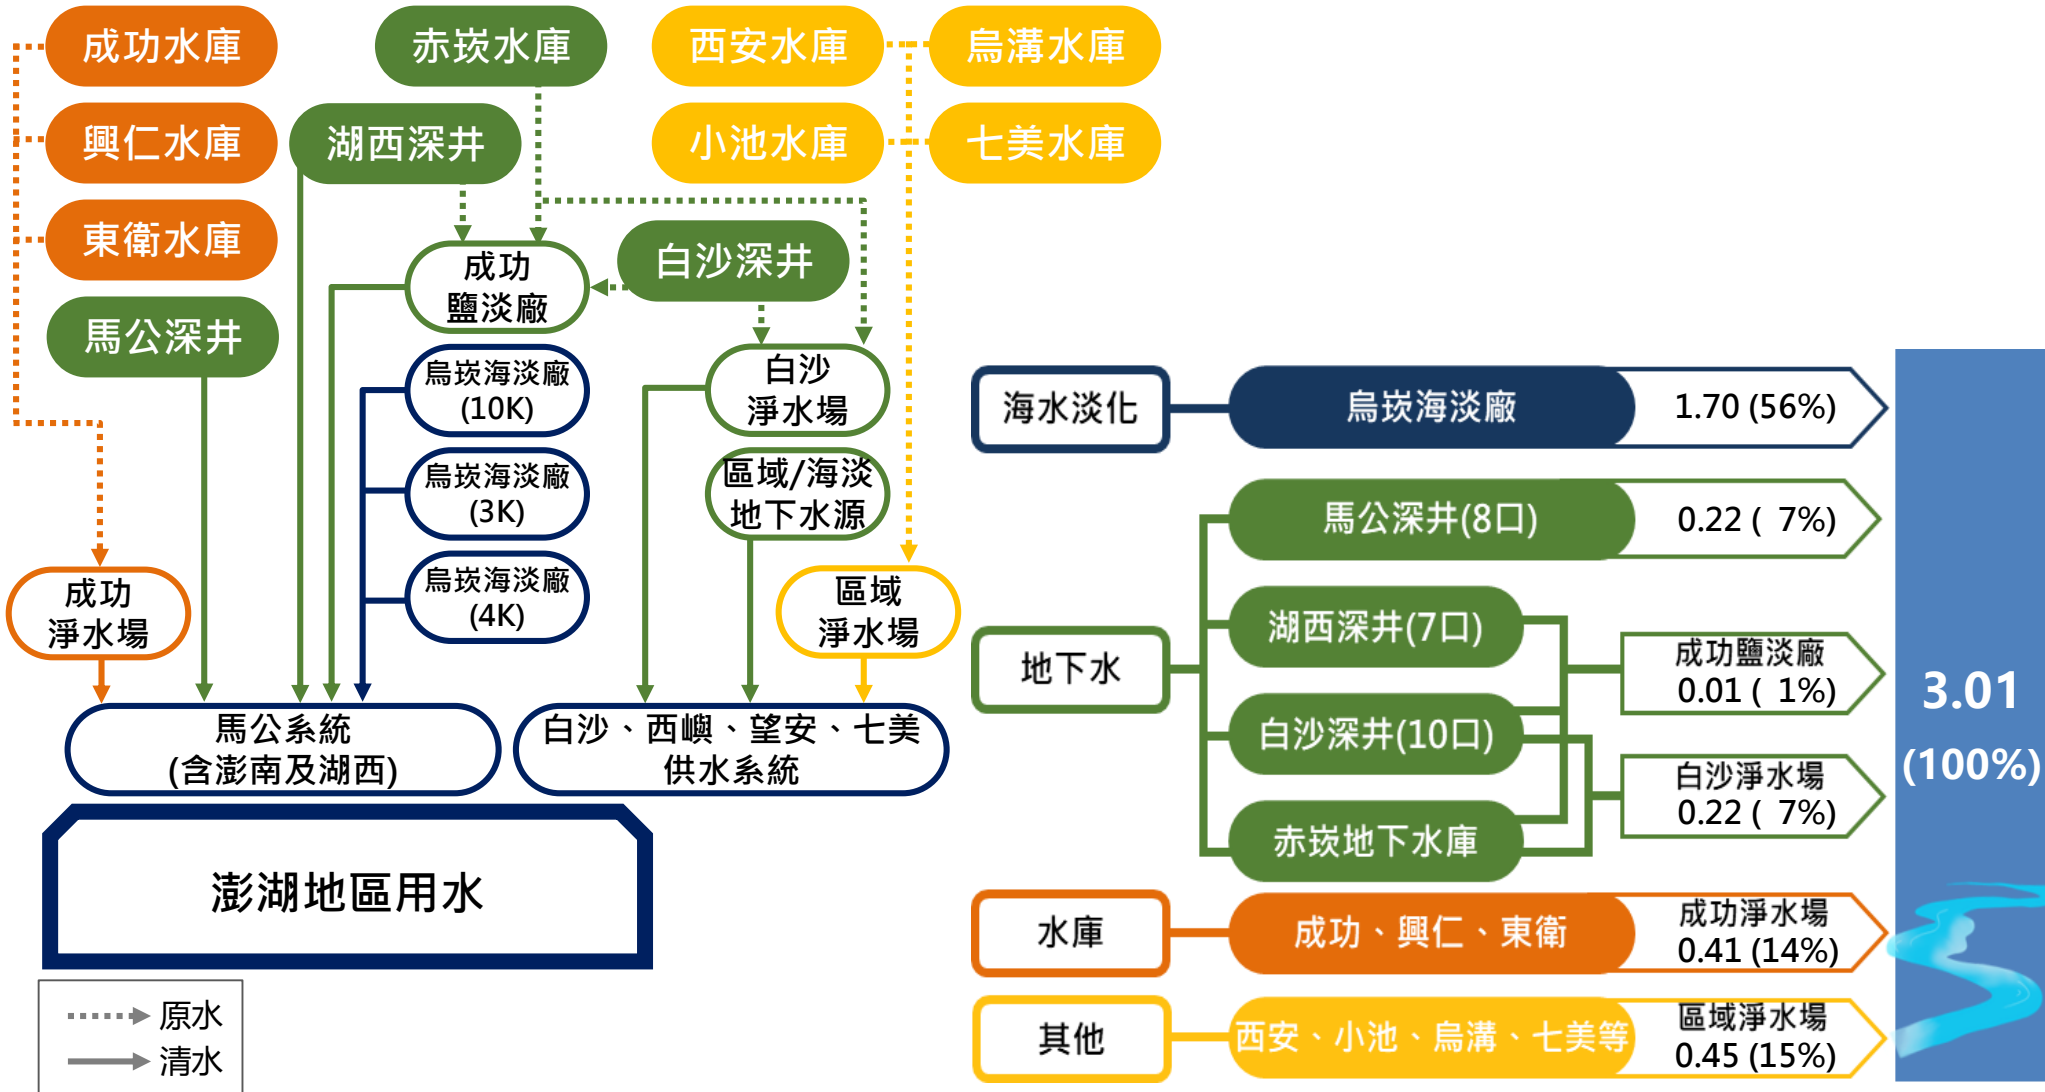 成功水庫
赤崁水庫
西安水庫
烏溝水庫
興仁水庫
湖西深井
小池水庫
七美水庫
東衛水庫
白沙深井
成功
鹽淡廠
馬公深井
烏崁海淡廠
(10K)
白沙
淨水場
烏崁海淡廠
(3K)
區域/海淡
地下水源
烏崁海淡廠
(4K)
成功
淨水場
區域
淨水場
馬公系統
(含澎南及湖西)
白沙、西嶼、望安、七美
供水系統
澎湖地區用水
原水
清水
海水淡化
烏崁海淡廠
1.70 (56%)
馬公深井(8口)
0.22 ( 7%)
地下水
湖西深井(7口)
成功鹽淡廠
0.01 ( 1%)
白沙深井(10口)
白沙淨水場
0.22 ( 7%)
赤崁地下水庫
水庫
成功、興仁、東衛
成功淨水場
0.41 (14%)
其他
西安、小池、烏溝、七美等
區域淨水場
0.45 (15%)
3.01
(100%)